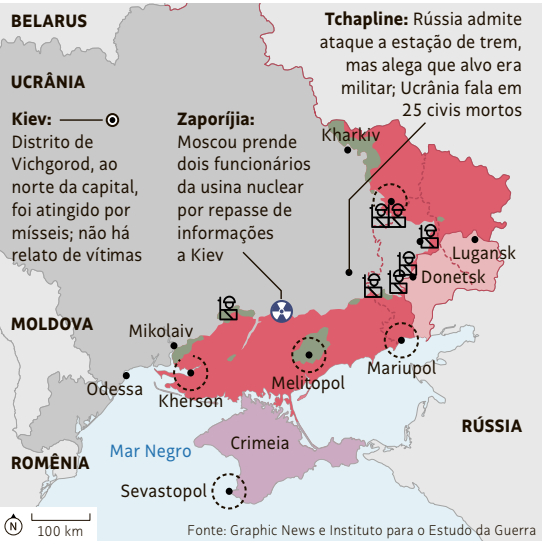 BELARUS
Tchapline: Rússia admite
ataque a estação de trem,
mas alega que alvo era
militar; Ucrânia fala em
25 civis mortos
UCRÂNIA
Kiev:
Distrito de
Vichgorod, ao
norte da capital,
foi atingido por
mísseis; não há
relato de vítimas
Zaporíjia:
Moscou prende
dois funcionários
da usina nuclear
por repasse de
informações
a Kiev
Kharkiv
Lugansk
Donetsk
MOLDOVA
Mikolaiv
Mariupol
Odessa
Kherson
Melitopol
RÚSSIA
Mar Negro
Crimeia
ROMÊNIA
Sevastopol
N
100 km
Fonte: Graphic News e Instituto para o Estudo da Guerra